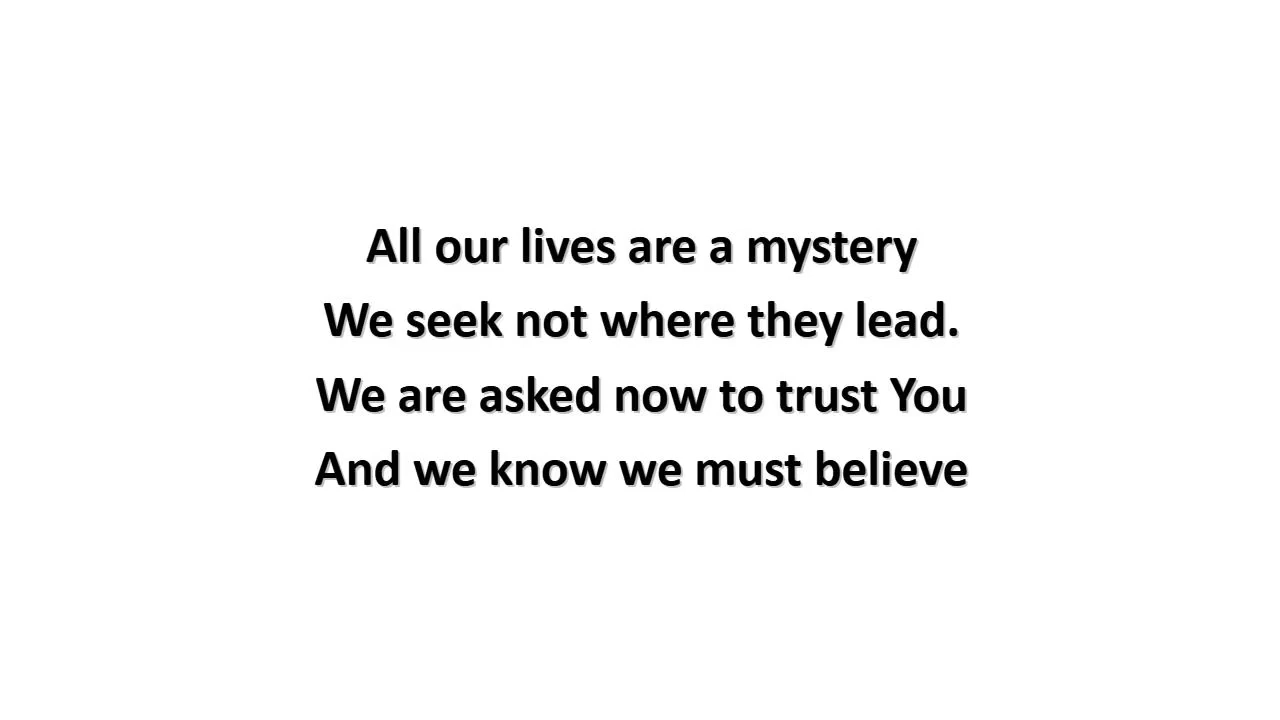 All our lives are a mystery
We seek not where they lead.
We are asked now to trust You
And we know we must believe